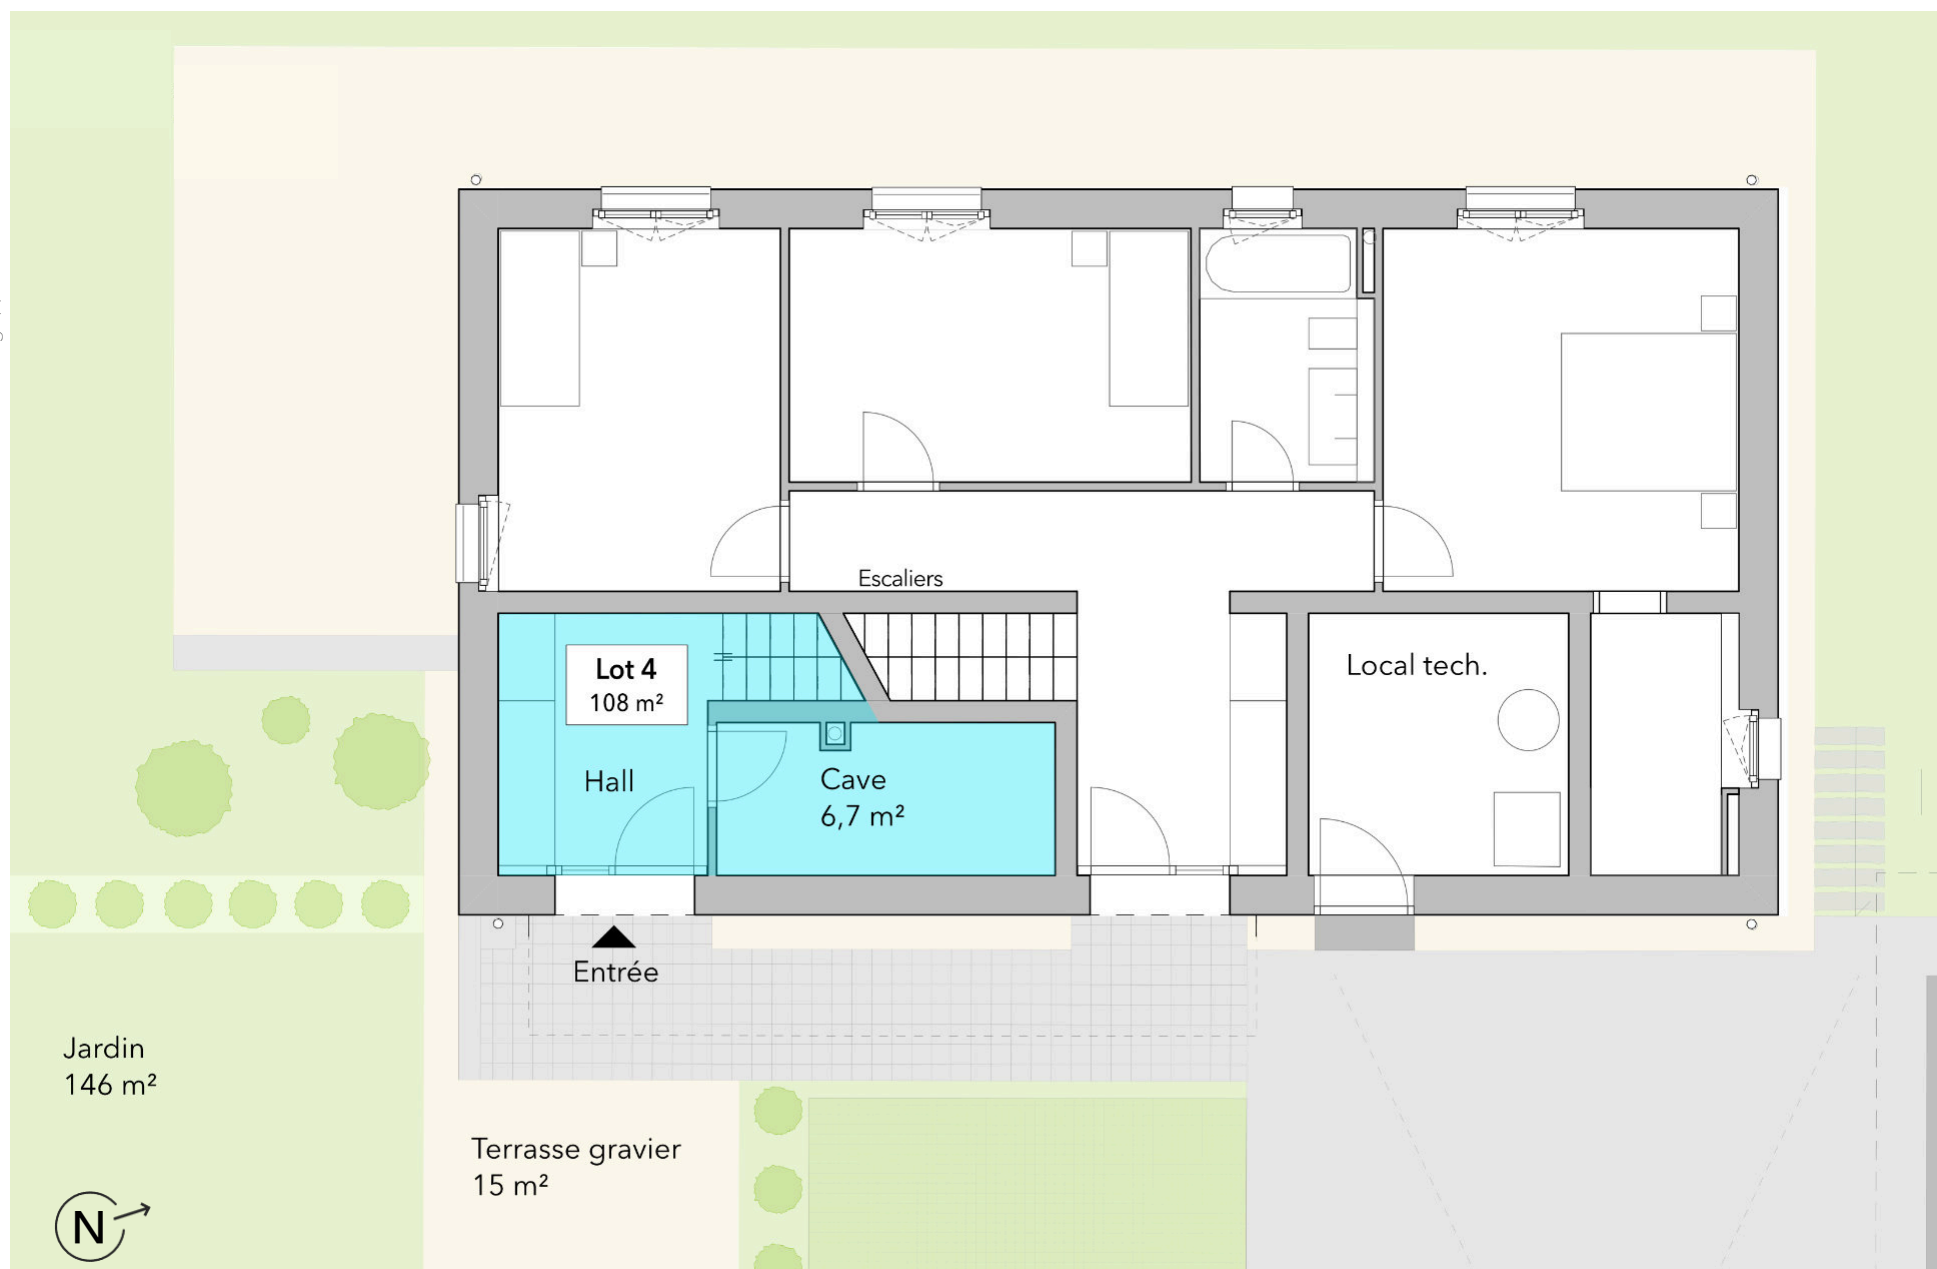 Escaliers
Lot 4
108 m²
Local tech.
Hall
Cave
6,7 m²
Entrée
Jardin
146 m²
Terrasse gravier
15 m²
N